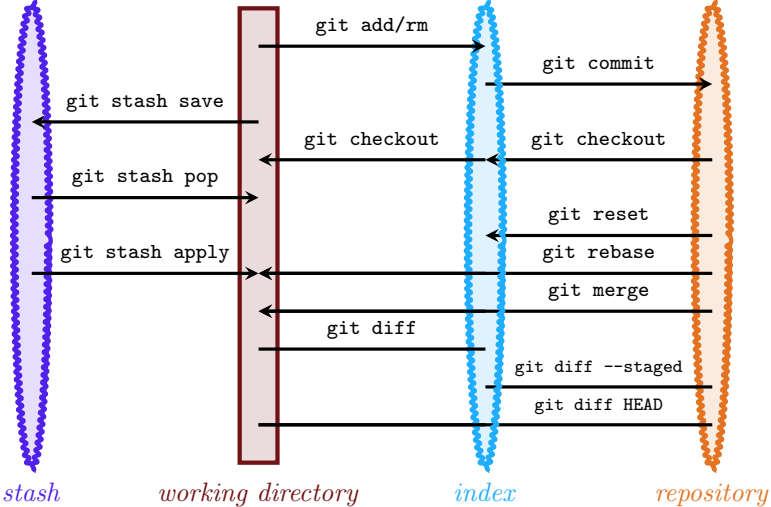 git add/rm
git commit
git stash save
git checkout git checkout
git stash pop
git reset
git stash apply git rebase
git merge
git diff
git diff --staged
git diff HEAD
stash working directory index repository